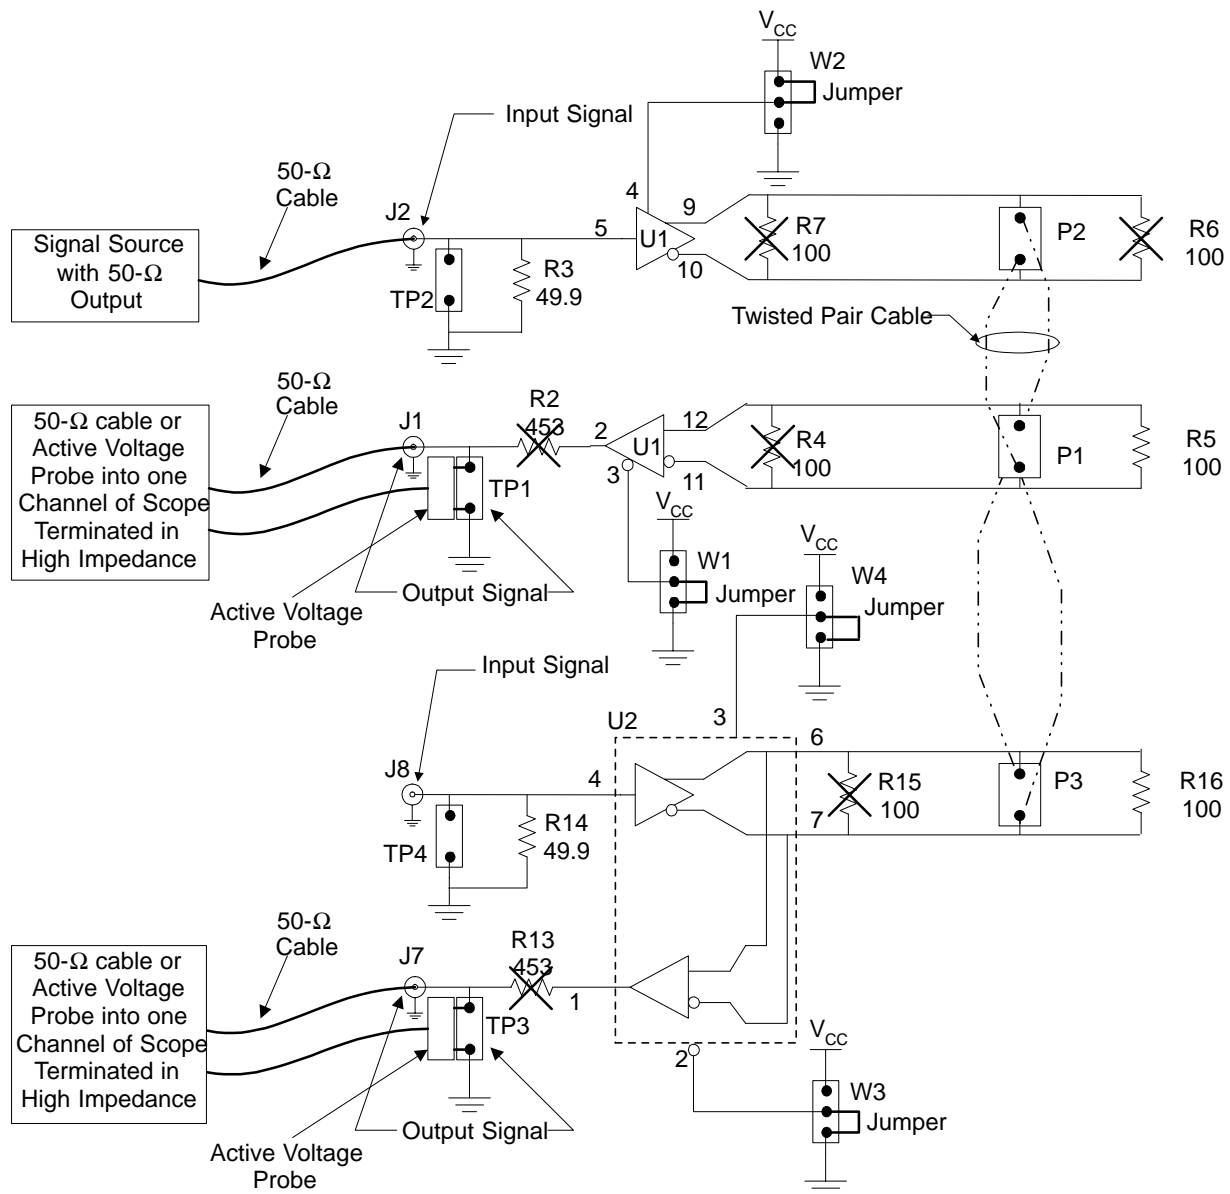 V_CC
W2
Jumper
Input Signal
50-Ω
Cable
J2
4
9
5
U1
10
R7
100
P2
R6
100
Signal Source
with 50-Ω
Output
TP2
R3
49.9
Twisted Pair Cable
50-Ω
Cable
50-Ω cable or
Active Voltage
Probe into one
Channel of Scope
Terminated in
High Impedance
J1
R2
453
2
12
U1
3
11
R4
100
P1
R5
100
TP1
V_CC
W1
Jumper
V_CC
W4
Jumper
Output Signal
Active Voltage
Probe
Input Signal
3
U2
6
J8
4
R15
100
P3
R16
100
7
TP4
R14
49.9
50-Ω
Cable
50-Ω cable or
Active Voltage
Probe into one
Channel of Scope
Terminated in
High Impedance
J7
R13
453
1
TP3
2
V_CC
W3
Jumper
Output Signal
Active Voltage
Probe